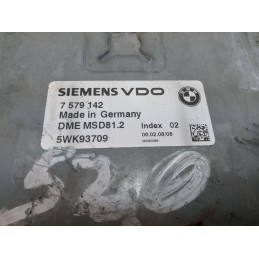 SIEMENS VDO
7 579 142
Made in Germany
DME MSD81.2 Index 02
5WK93709